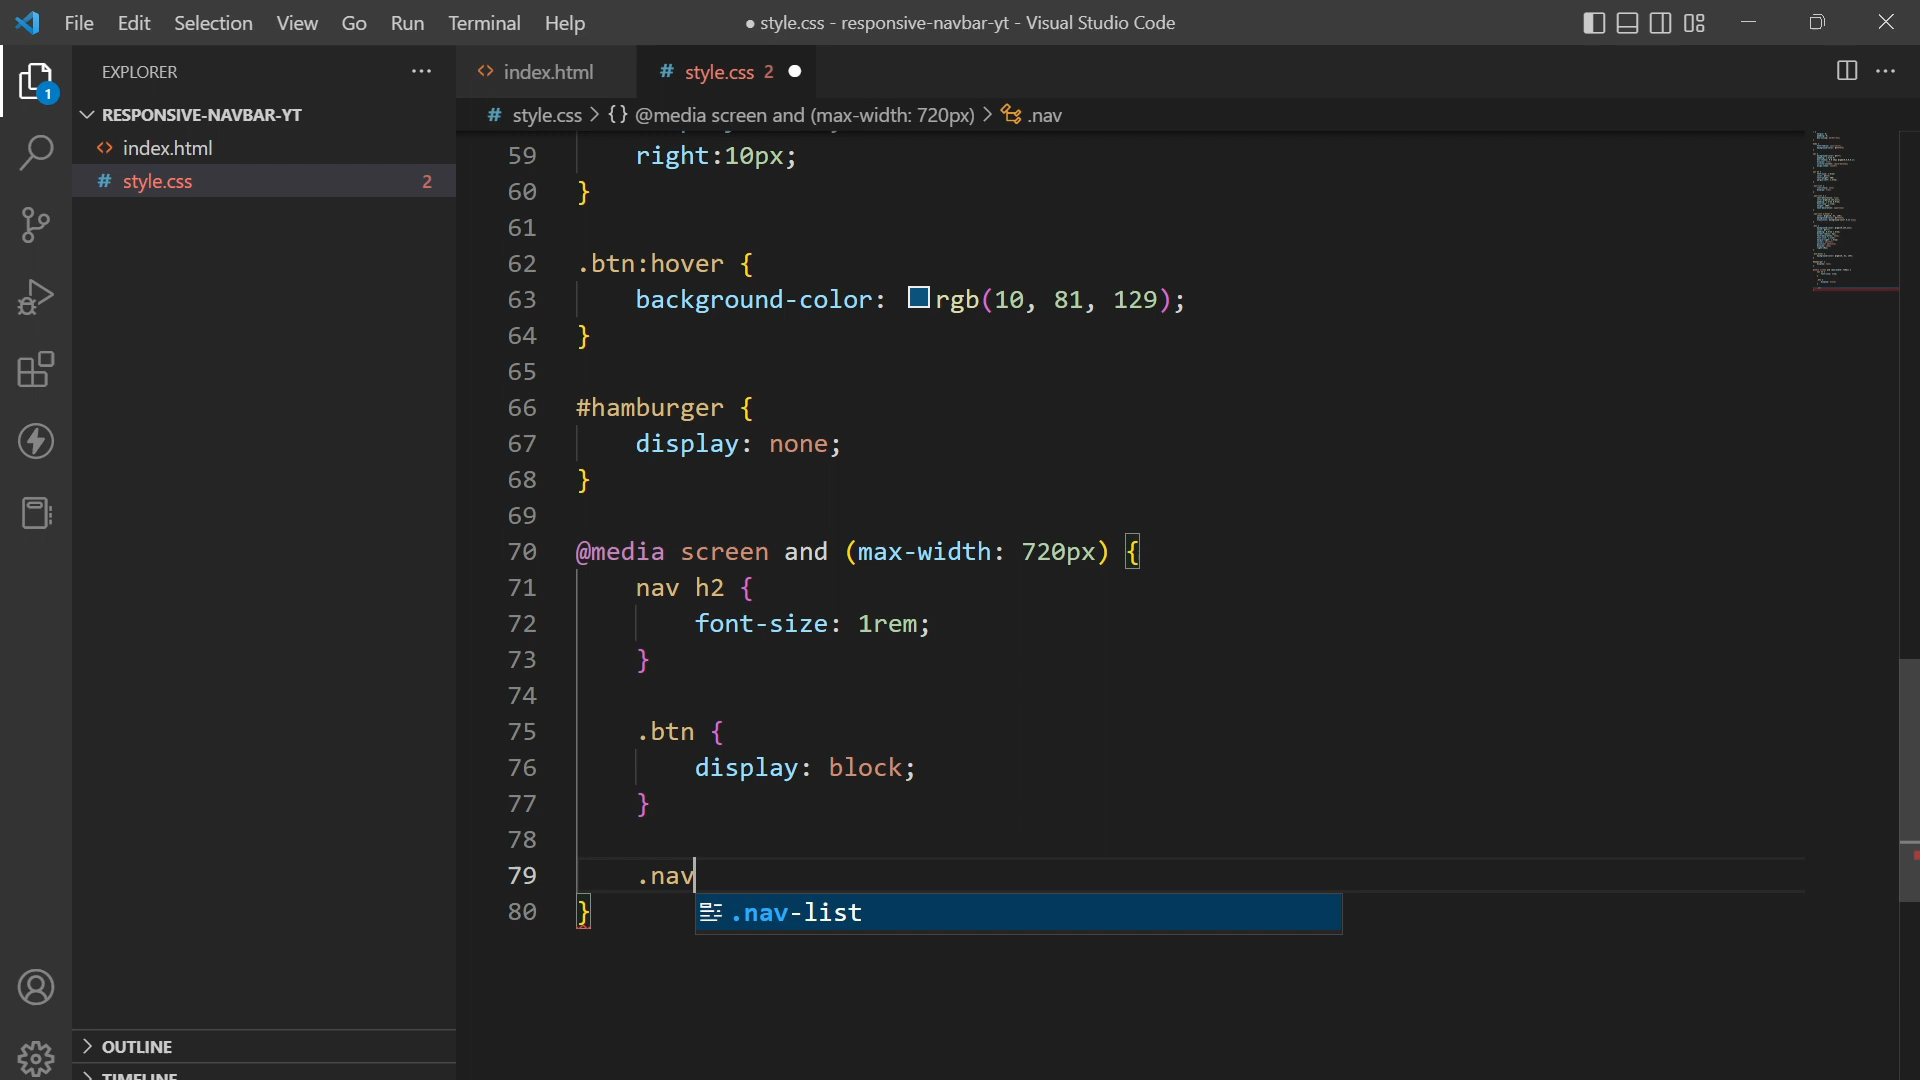 File Edit Selection View Go Run Terminal Help
● style.css - responsive-navbar-yt - Visual Studio Code
EXPLORER
index.html
# style.css 2
1
RESPONSIVE-NAVBAR-YT
# style.css > {} @media screen and (max-width: 720px) > .nav
index.html
# style.css 2
59 right:10px;
60 }
61
62 .btn:hover {
63 background-color: rgb(10, 81, 129);
64 }
65
66 #hamburger {
67 display: none;
68 }
69
70 @media screen and (max-width: 720px) {
71 nav h2 {
72 font-size: 1rem;
73 }
74
75 .btn {
76 display: block;
77 }
78
79 .nav
80 }
.nav-list
OUTLINE
TIMELINE